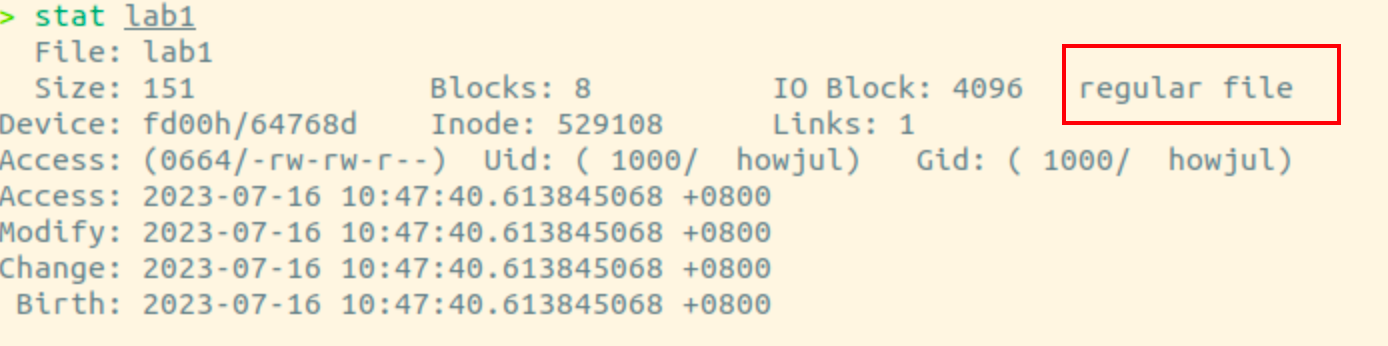 > stat lab1
  File: lab1
  Size: 151             Blocks: 8          IO Block: 4096   regular file
Device: fd00h/64768d    Inode: 529108      Links: 1
Access: (0664/-rw-rw-r--)  Uid: ( 1000/  howjul)   Gid: ( 1000/  howjul)
Access: 2023-07-16 10:47:40.613845068 +0800
Modify: 2023-07-16 10:47:40.613845068 +0800
Change: 2023-07-16 10:47:40.613845068 +0800
 Birth: 2023-07-16 10:47:40.613845068 +0800